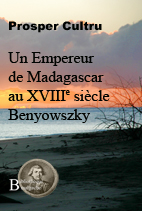 Prosper Cultru
Un Empereur
de Madagascar
au XVIIIe siècle
Benyowszky
B